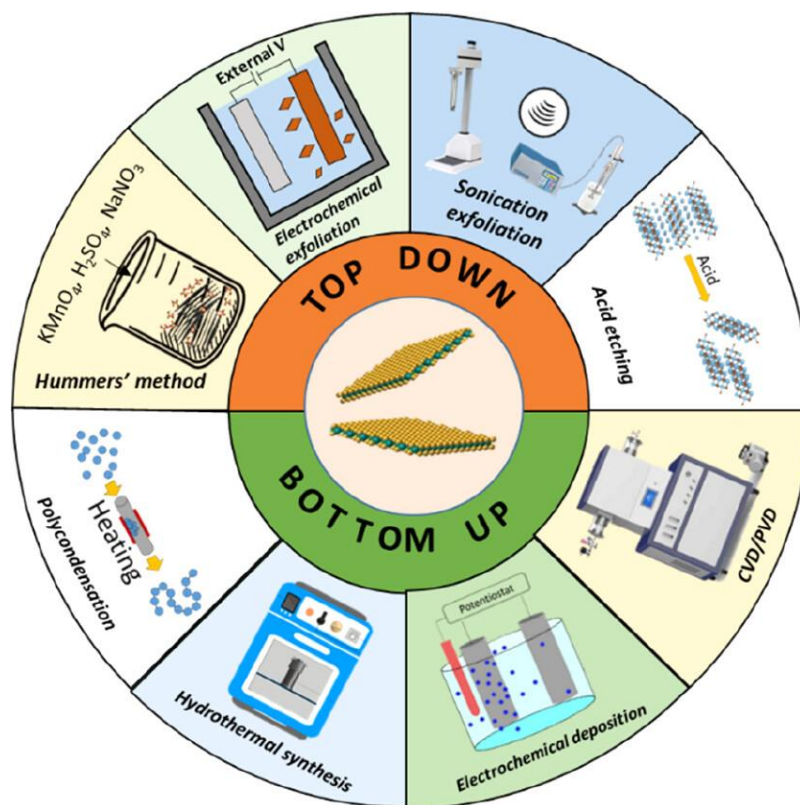 TOP DOWN
BOTTOM UP
External V
Electrochemical
exfoliation
Sonication
exfoliation
Acid
Acid etching
CVD/PVD
Potentiostat
Electrochemical deposition
Hydrothermal synthesis
Heating
Polycondensation
KMnO₄, H₂SO₄, NaNO₃
Hummers’ method